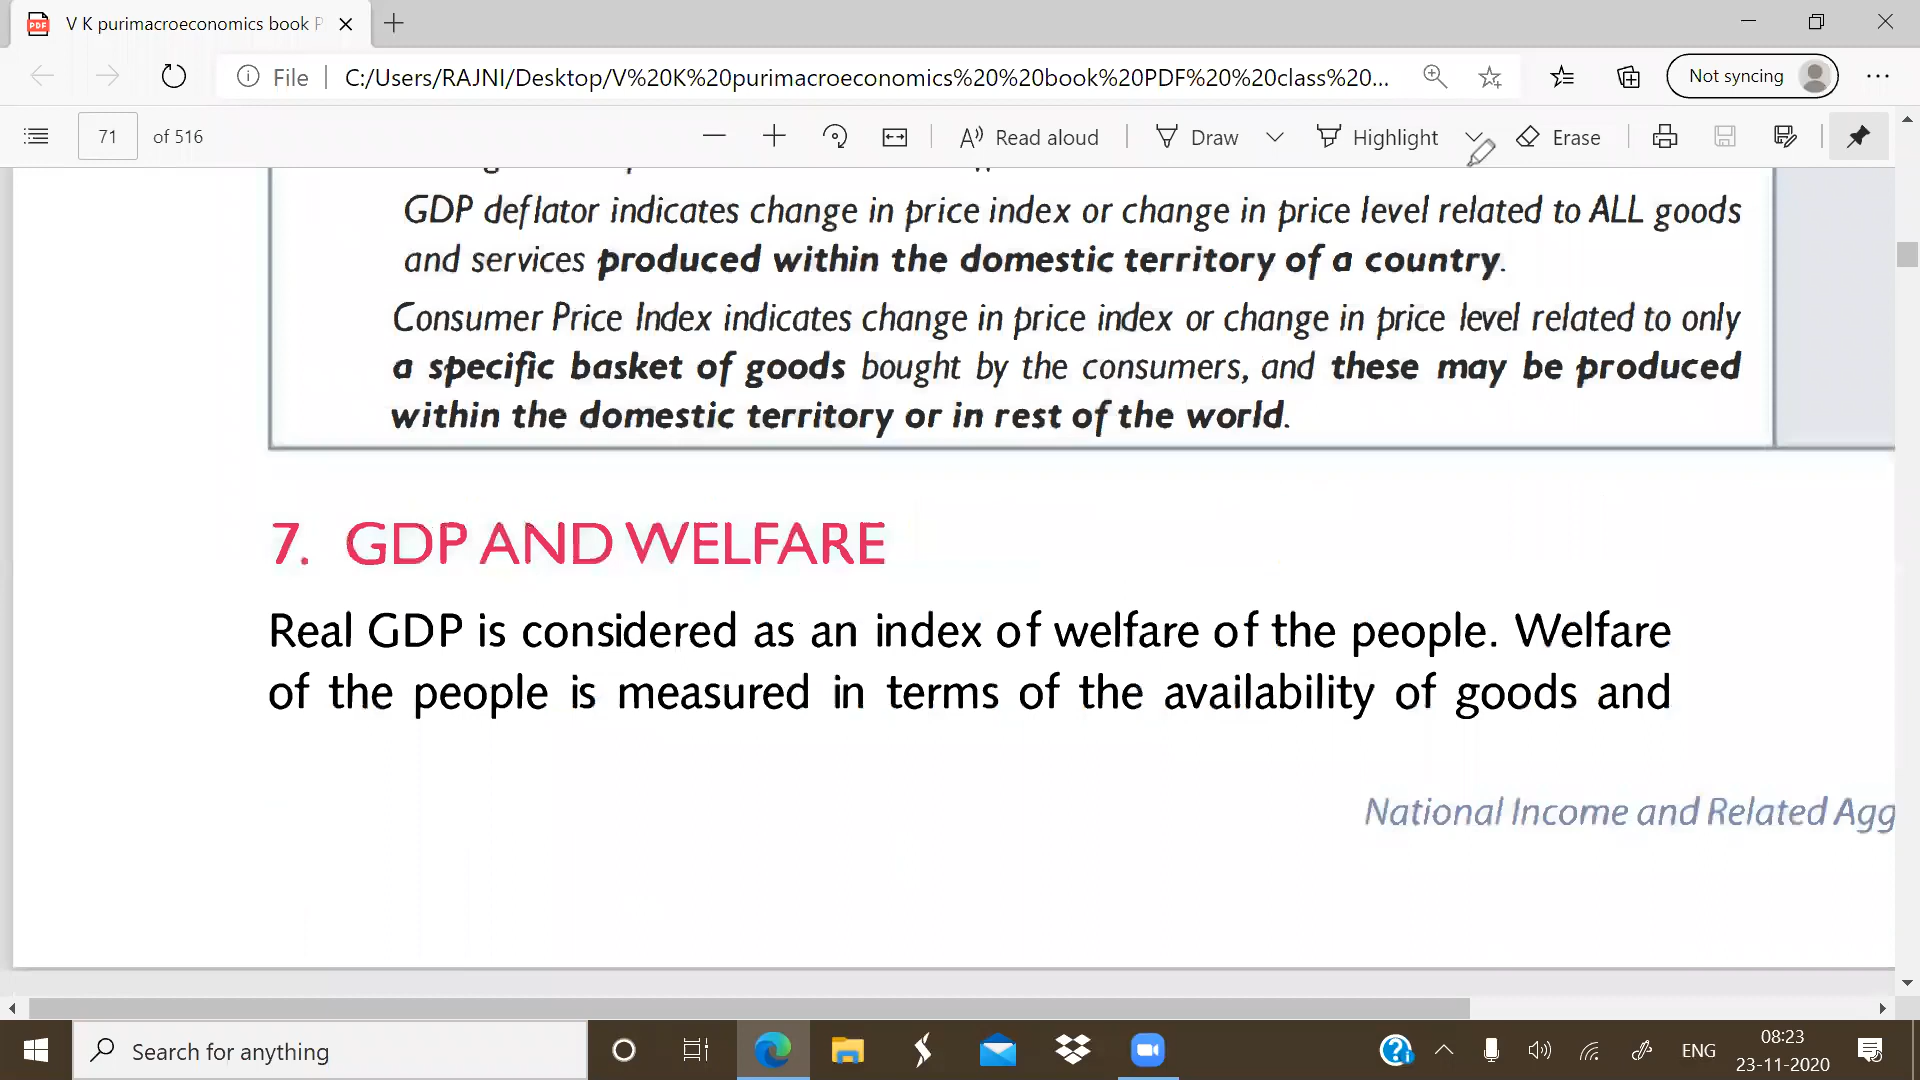 V K purimacroeconomics book P
File
C:/Users/RAJNI/Desktop/V%20K%20purimacroeconomics%20%20book%20PDF%20%20class%20...
Not syncing
71 of 516
Read aloud
Draw
Highlight
Erase
GDP deflator indicates change in price index or change in price level related to ALL goods
and services produced within the domestic territory of a country.
Consumer Price Index indicates change in price index or change in price level related to only
a specific basket of goods bought by the consumers, and these may be produced
within the domestic territory or in rest of the world.
7. GDP AND WELFARE
Real GDP is considered as an index of welfare of the people. Welfare
of the people is measured in terms of the availability of goods and
National Income and Related Agg
Search for anything
ENG
08:23
23-11-2020